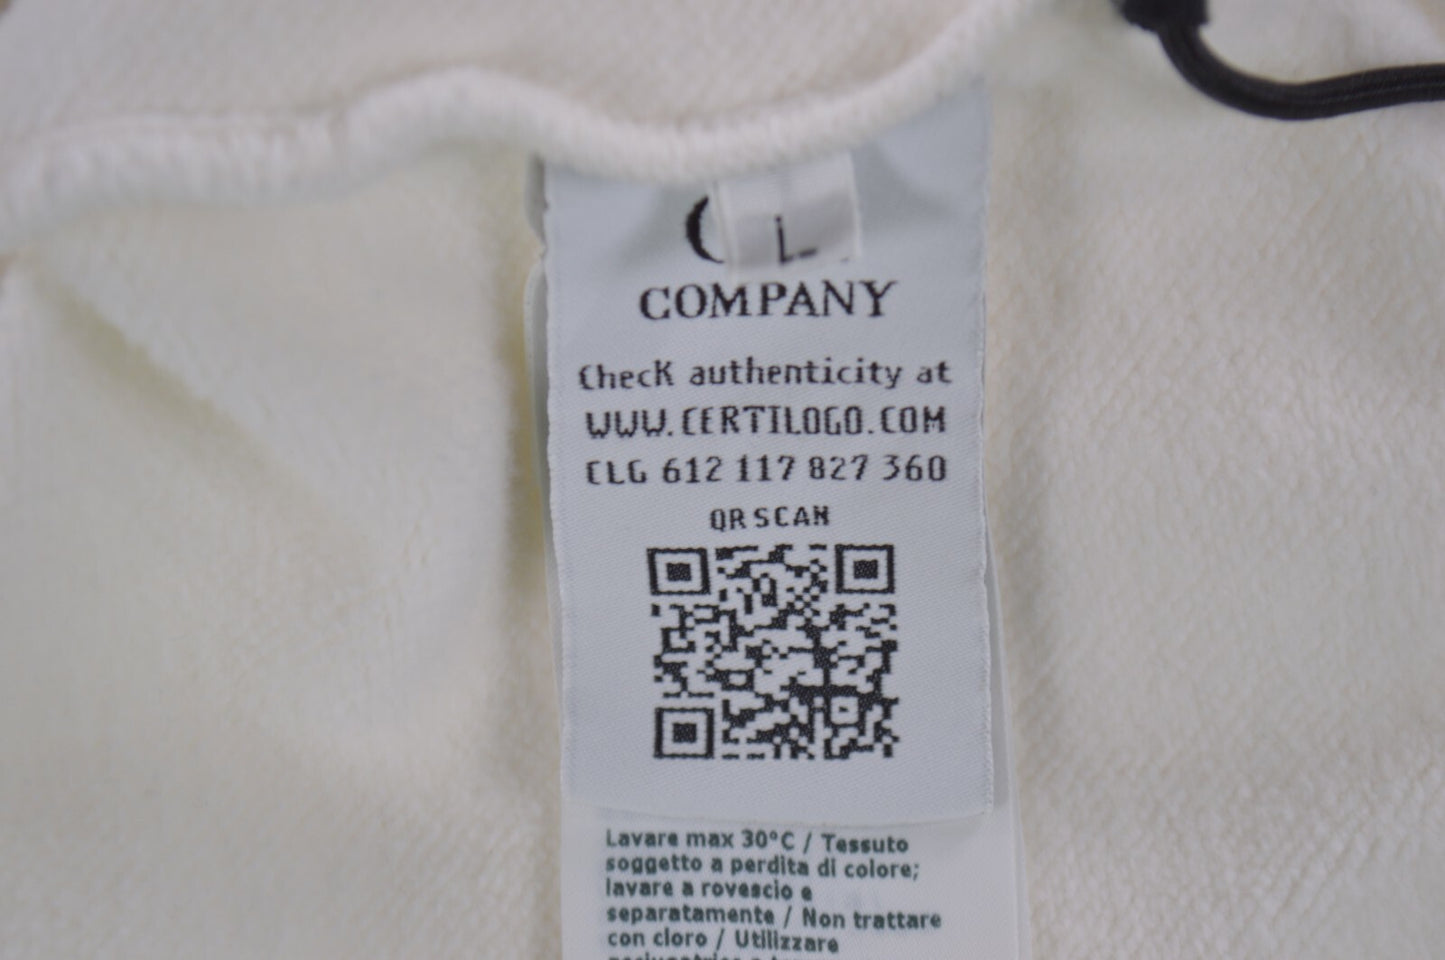 C
L
COMPANY
Check authenticity at
WWW.CERTILOGO.COM
CLG 612 117 827 360
QR SCAN
Lavare max 30°C / Tessuto
soggetto a perdita di colore;
lavare a rovescio e
separatamente / Non trattare
con cloro / Utilizzare